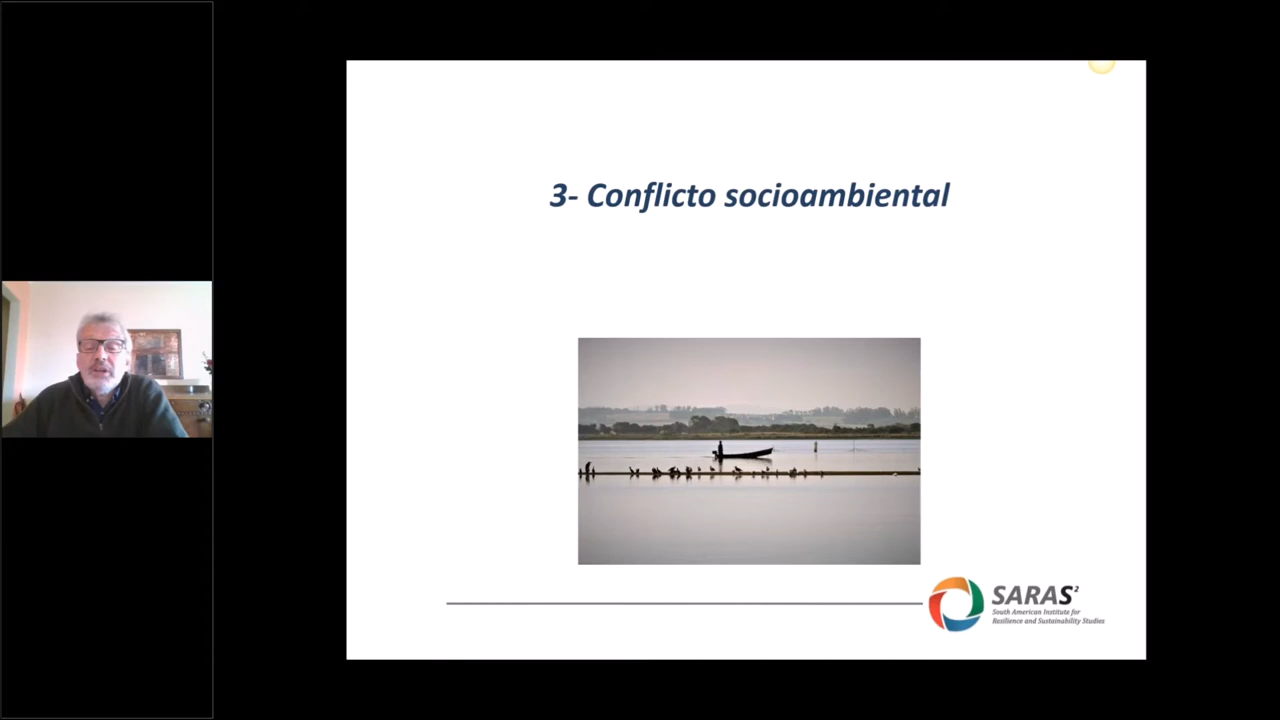 3- Conflicto socioambiental
SARAS²
South American Institute for
Resilience and Sustainability Studies